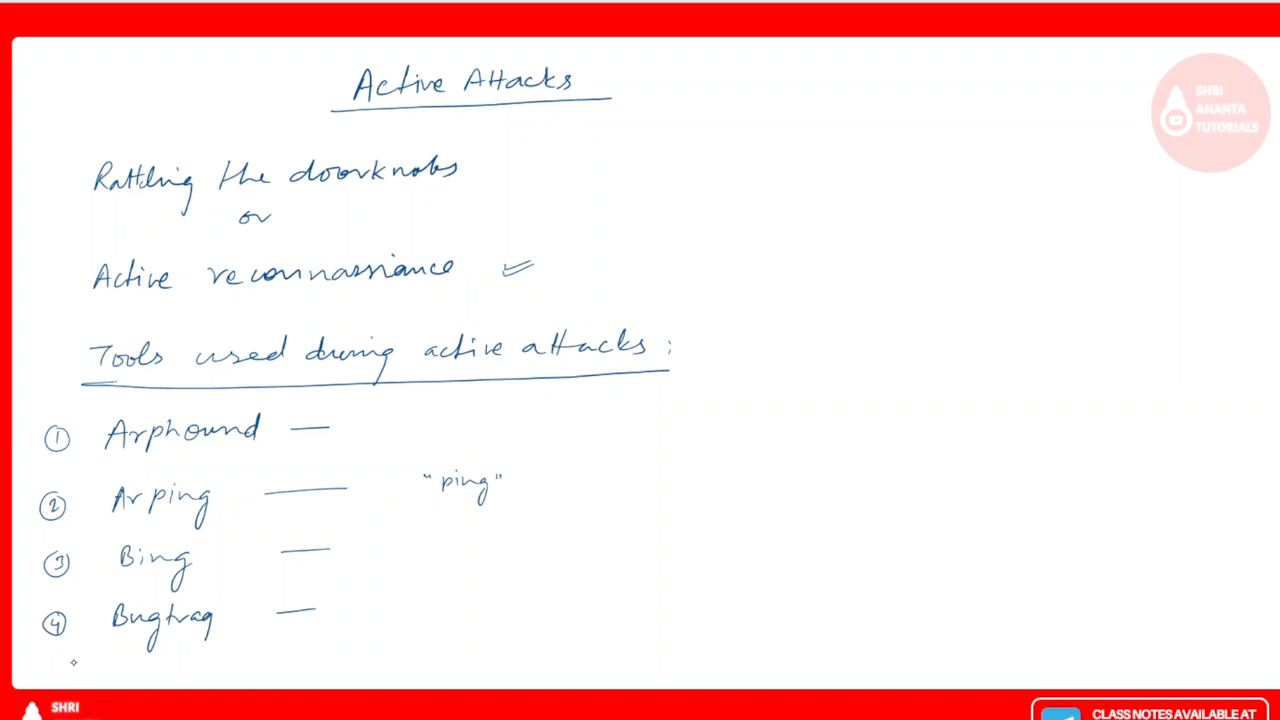 Active Attacks
SHRI
ANANTA
TUTORIALS
Rattling the doorknobs
or
Active reconnassiance
Tools used during active attacks :
① Arphound —
② Arping — "ping"
③ Bing —
④ Bugtraq —
SHRI
CLASS NOTES AVAILABLE AT